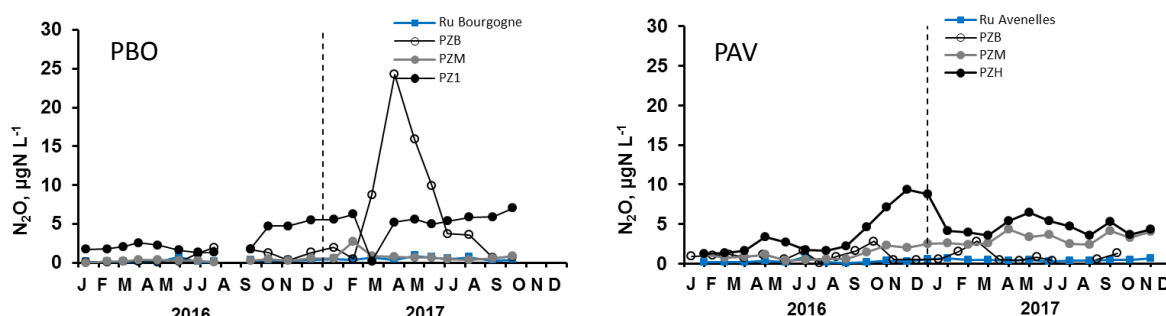 PBO
Ru Bourgogne
PZB
PZM
PZ1
N₂O, µgN L⁻¹
30
25
20
15
10
5
0
J F M A M J J A S O N D J F M A M J J A S O N D
2016 2017
PAV
Ru Avenelles
PZB
PZM
PZH
N₂O, µgN L⁻¹
30
25
20
15
10
5
0
J F M A M J J A S O N D J F M A M J J A S O N D
2016 2017